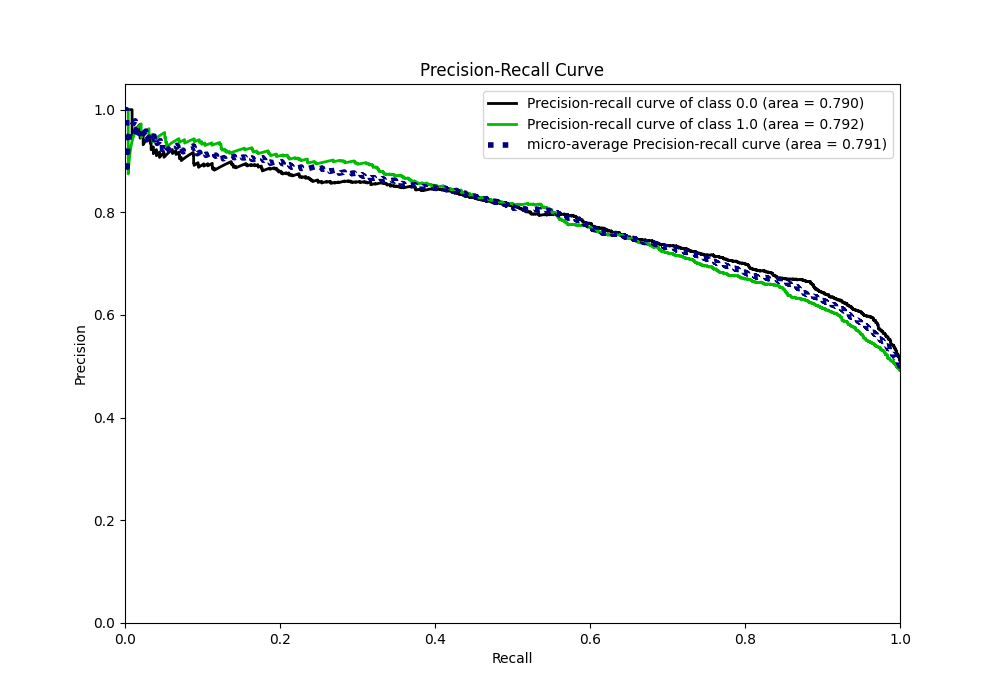 Precision-Recall Curve
Precision-recall curve of class 0.0 (area = 0.790)
Precision-recall curve of class 1.0 (area = 0.792)
micro-average Precision-recall curve (area = 0.791)
1.0
0.8
0.6
0.4
0.2
0.0
Precision
0.0 0.2 0.4 0.6 0.8 1.0
Recall